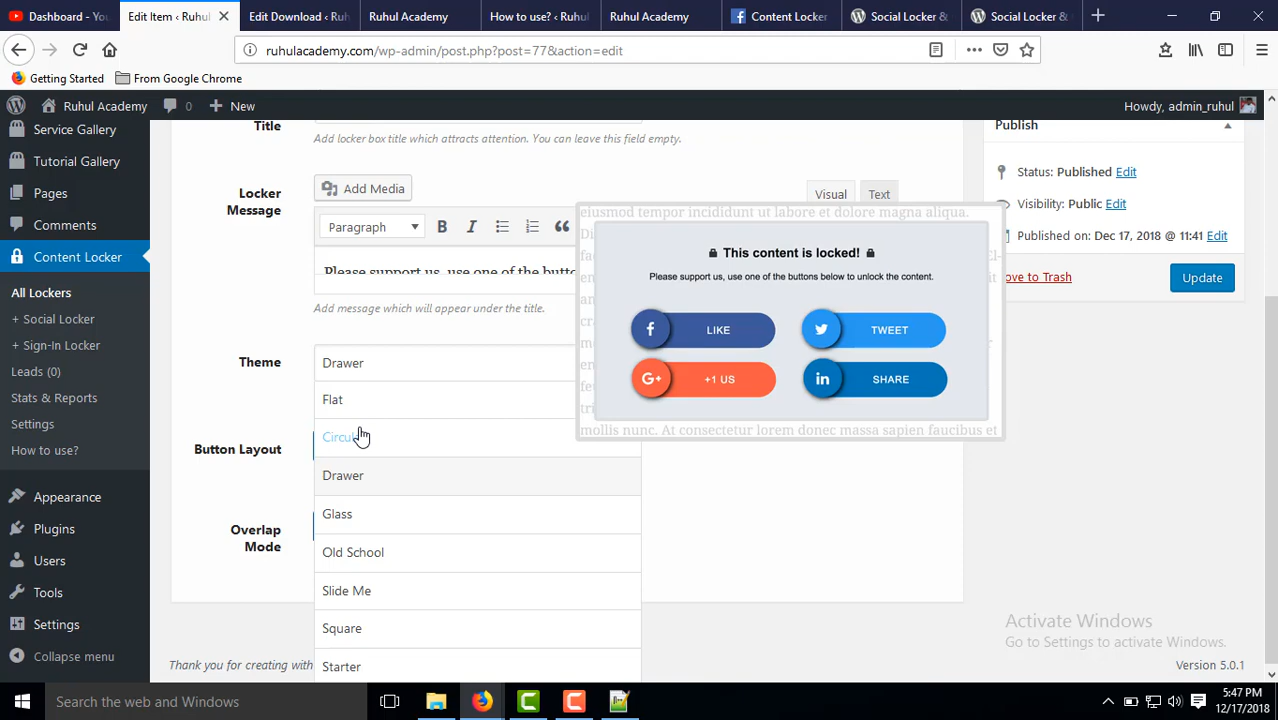 Dashboard - You
Edit Item ‹ Ruhul
Edit Download ‹ Ruh
Ruhul Academy
How to use? ‹ Ruhul
Ruhul Academy
Content Locker
Social Locker &
Social Locker &
ruhulacademy.com/wp-admin/post.php?post=77&action=edit
Getting Started
From Google Chrome
Ruhul Academy
0
New
Howdy, admin_ruhul
Service Gallery
Tutorial Gallery
Pages
Comments
Content Locker
All Lockers
+ Social Locker
+ Sign-In Locker
Leads (0)
Stats & Reports
Settings
How to use?
Appearance
Plugins
Users
Tools
Settings
Collapse menu
Title
Add locker box title which attracts attention. You can leave this field empty.
Locker
Message
Add Media
Visual
Text
Paragraph
B I
Please support us, use one of the butto
Add message which will appear under the title.
Theme
Drawer
Flat
Circu
Drawer
Glass
Old School
Slide Me
Square
Starter
Button Layout
Overlap
Mode
eiusmod tempor incididunt ut labore et dolore magna aliqua.
This content is locked!
Please support us, use one of the buttons below to unlock the content.
LIKE
TWEET
G+ +1 US
in SHARE
mollis nunc. At consectetur lorem donec massa sapien faucibus et
Publish
Status: Published Edit
Visibility: Public Edit
Published on: Dec 17, 2018 @ 11:41 Edit
ove to Trash
Update
Activate Windows
Go to Settings to activate Windows.
Thank you for creating with
Version 5.0.1
Search the web and Windows
5:47 PM
12/17/2018